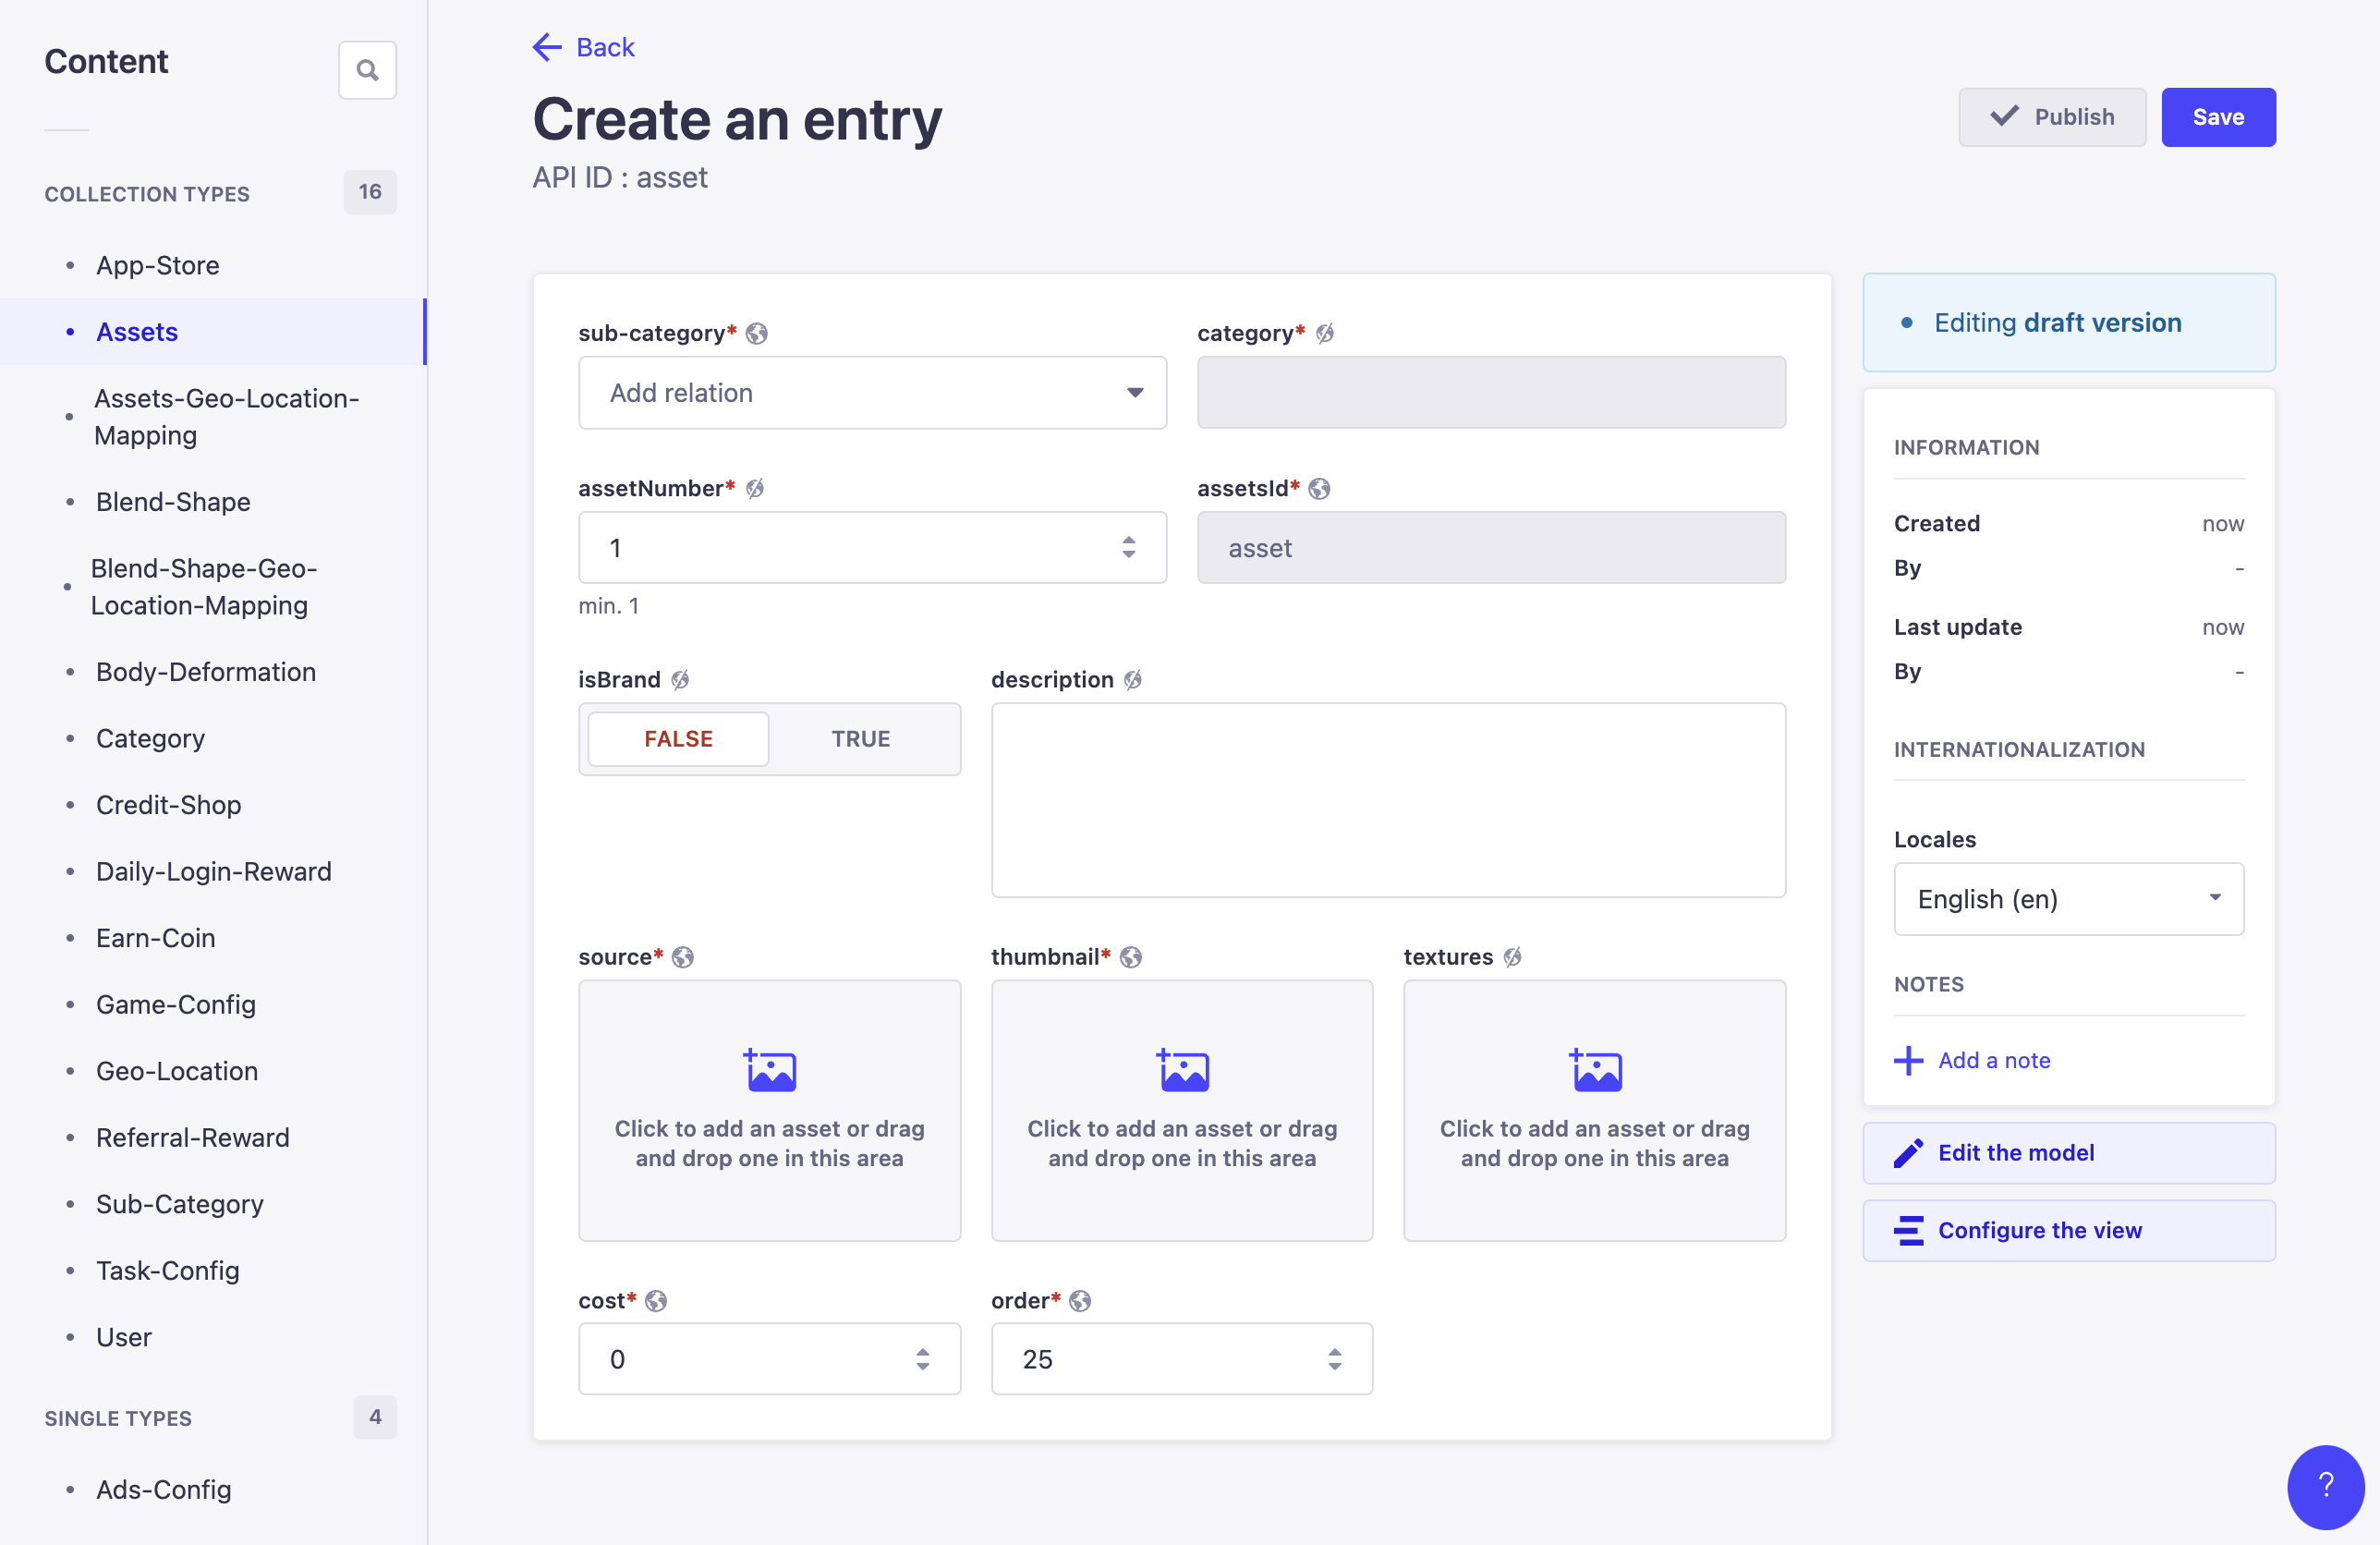 Content
COLLECTION TYPES 16
App-Store
Assets
Assets-Geo-Location-
Mapping
Blend-Shape
Blend-Shape-Geo-
Location-Mapping
Body-Deformation
Category
Credit-Shop
Daily-Login-Reward
Earn-Coin
Game-Config
Geo-Location
Referral-Reward
Sub-Category
Task-Config
User
SINGLE TYPES 4
Ads-Config
Back
Create an entry
API ID : asset
Publish
Save
sub-category*
Add relation
category*
assetNumber*
1
min. 1
assetsId*
asset
isBrand
FALSE TRUE
description
source*
Click to add an asset or drag
and drop one in this area
thumbnail*
Click to add an asset or drag
and drop one in this area
textures
Click to add an asset or drag
and drop one in this area
cost*
0
order*
25
Editing draft version
INFORMATION
Created now
By -
Last update now
By -
INTERNATIONALIZATION
Locales
English (en)
NOTES
Add a note
Edit the model
Configure the view
?